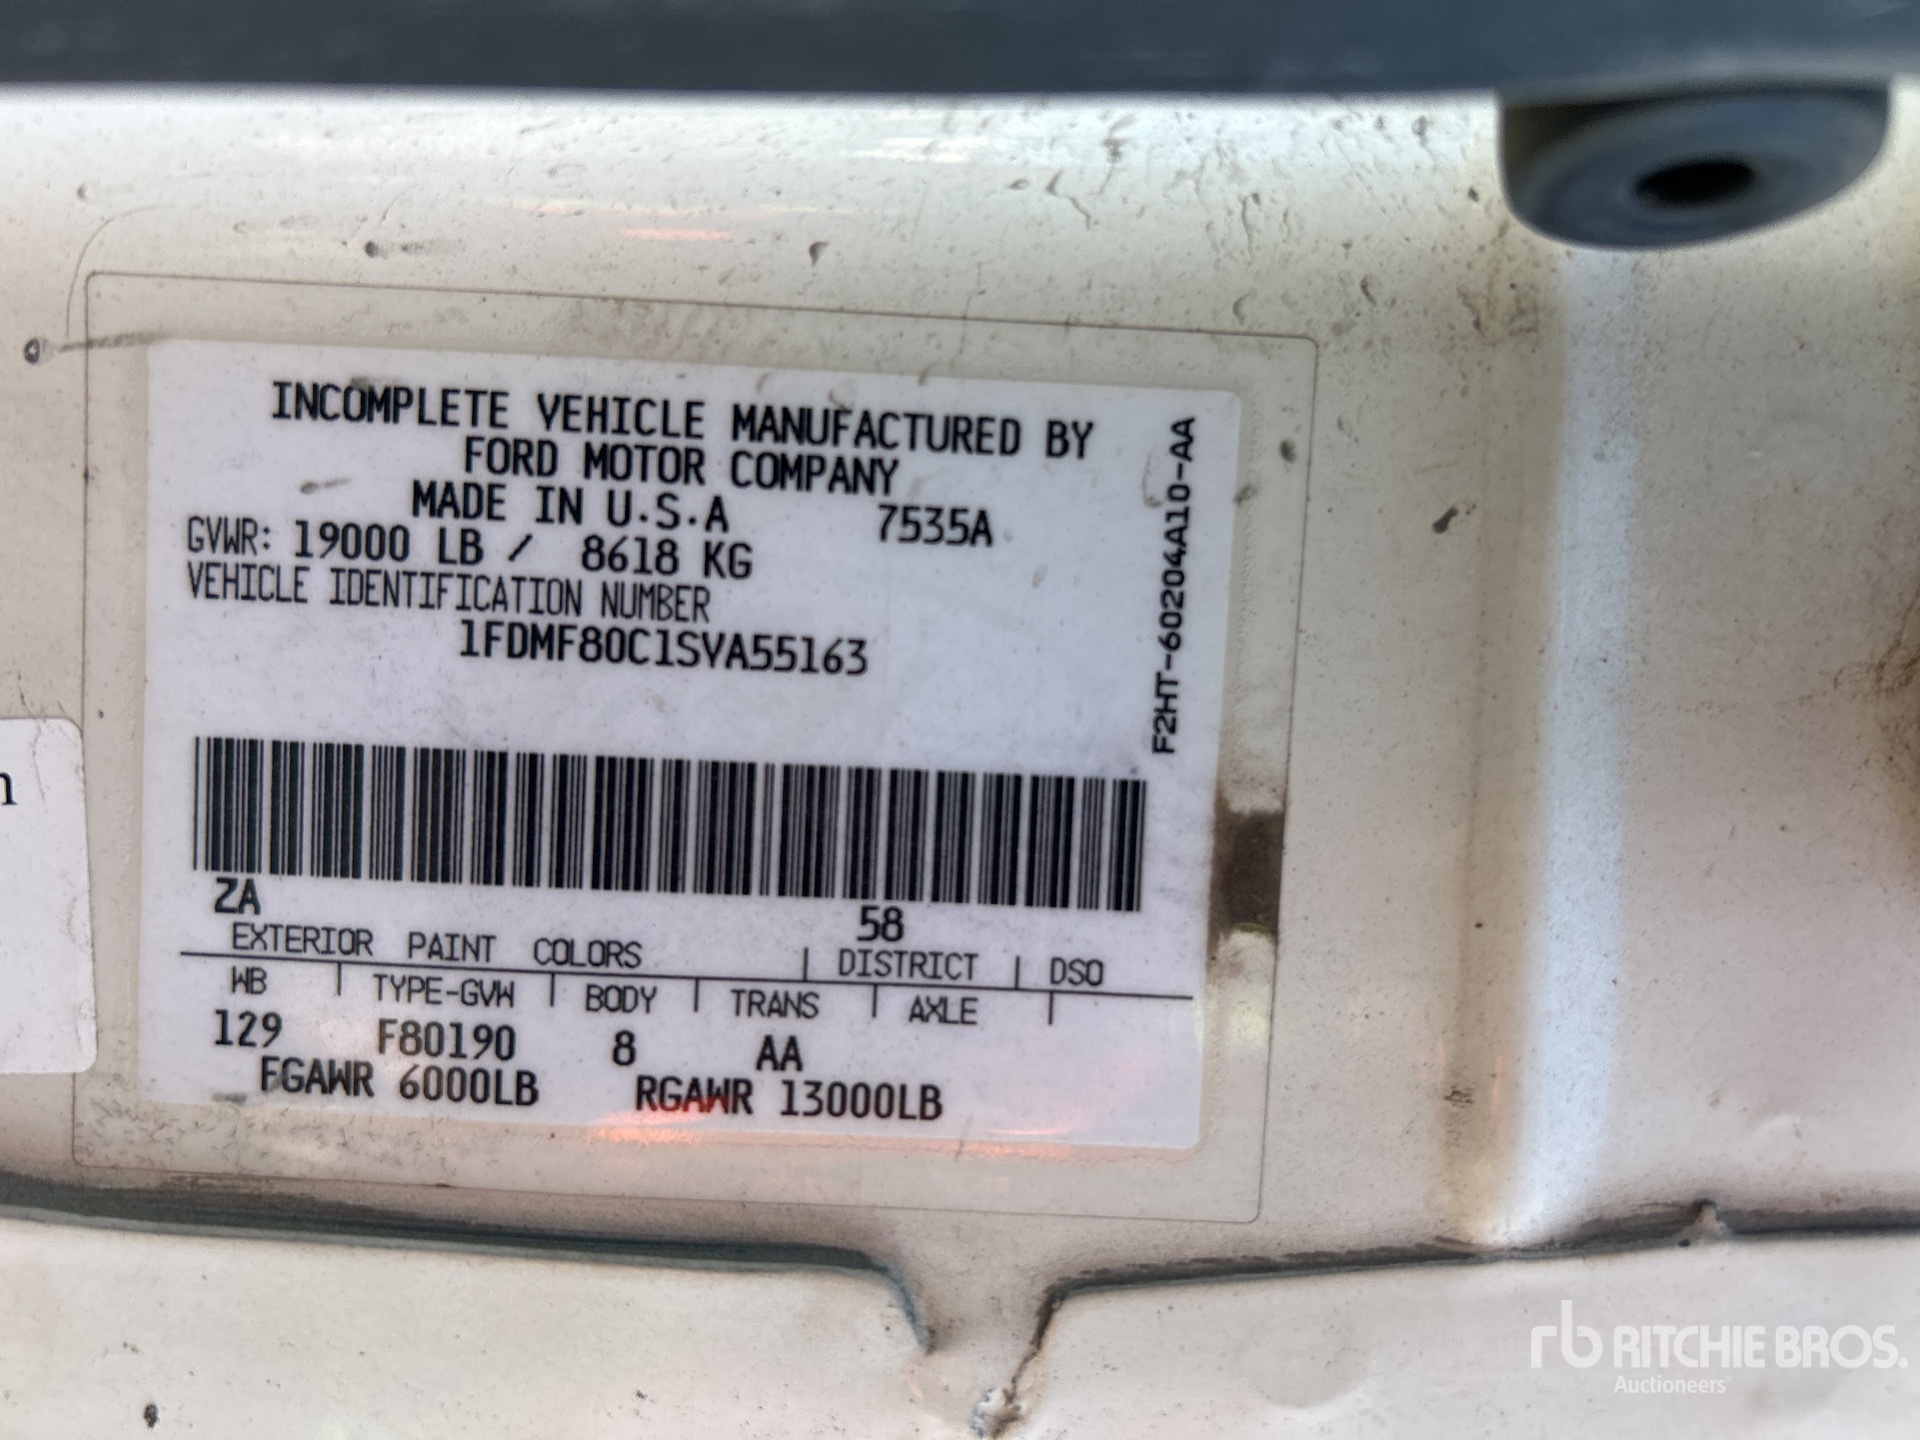 INCOMPLETE VEHICLE MANUFACTURED BY
FORD MOTOR COMPANY
MADE IN U.S.A 7535A
GVWR: 19000 LB / 8618 KG
VEHICLE IDENTIFICATION NUMBER
1FDMF80C1SVA55163
F2HT-60204A10-AA
ZA 58
EXTERIOR PAINT COLORS | DISTRICT | DSO
WB | TYPE-GVW | BODY | TRANS | AXLE |
129 F80190 8 AA
FGAWR 6000LB RGAWR 13000LB
n
rb RITCHIE BROS.
Auctioneers